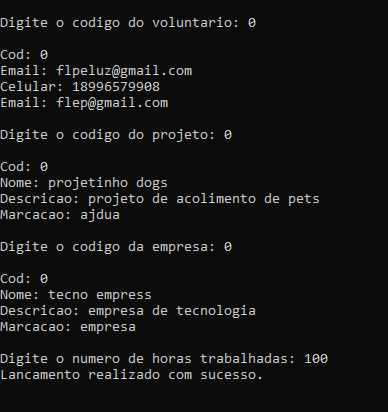 Digite o codigo do voluntario: 0
Cod: 0
Email: flpeluz@gmail.com
Celular: 18996579908
Email: flep@gmail.com
Digite o codigo do projeto: 0
Cod: 0
Nome: projetinho dogs
Descricao: projeto de acolimento de pets
Marcacao: ajdua
Digite o codigo da empresa: 0
Cod: 0
Nome: tecno empress
Descricao: empresa de tecnologia
Marcacao: empresa
Digite o numero de horas trabalhadas: 100
Lancamento realizado com sucesso.